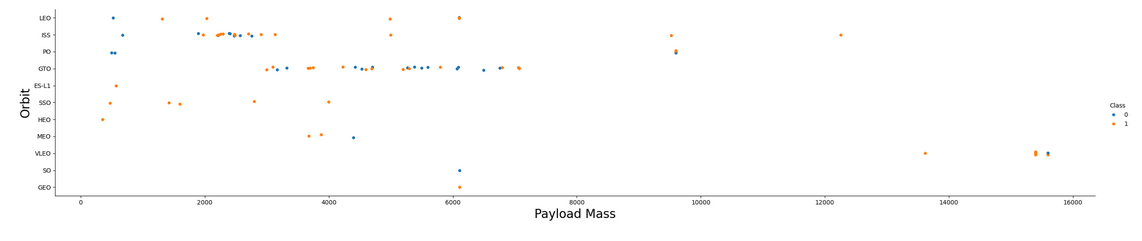 LEO
ISS
PO
GTO
ES-L1
SSO
HEO
MEO
VLEO
SO
GEO
Orbit
0 2000 4000 6000 8000 10000 12000 14000 16000
Payload Mass
Class
0
1